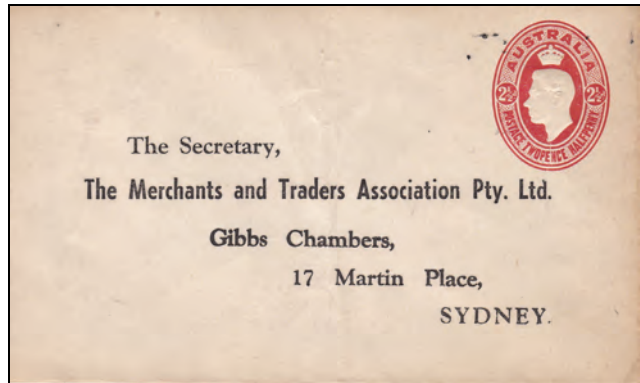 AUSTRALIA
2½ 2½
POSTAGE TWOPENCE HALFPENNY
The Secretary,
The Merchants and Traders Association Pty. Ltd.
Gibbs Chambers,
17 Martin Place,
SYDNEY.